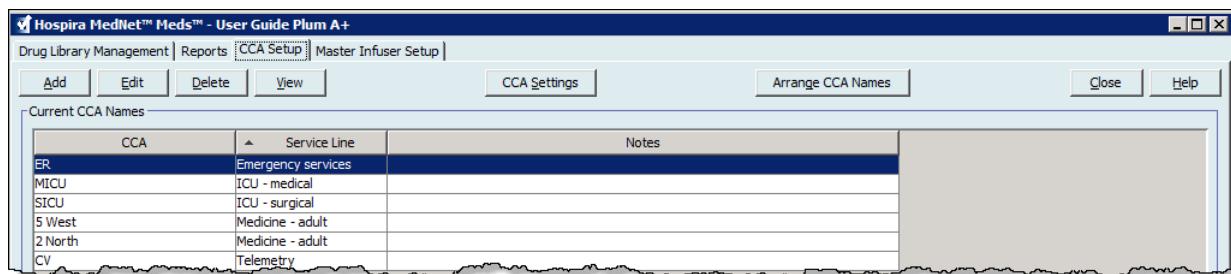 Hospira MedNet™ Meds™ - User Guide Plum A+
Drug Library Management Reports CCA Setup Master Infuser Setup
Add Edit Delete View CCA Settings Arrange CCA Names Close Help
Current CCA Names
CCA Service Line Notes
ER Emergency services
MICU ICU - medical
SICU ICU - surgical
5 West Medicine - adult
2 North Medicine - adult
CV Telemetry